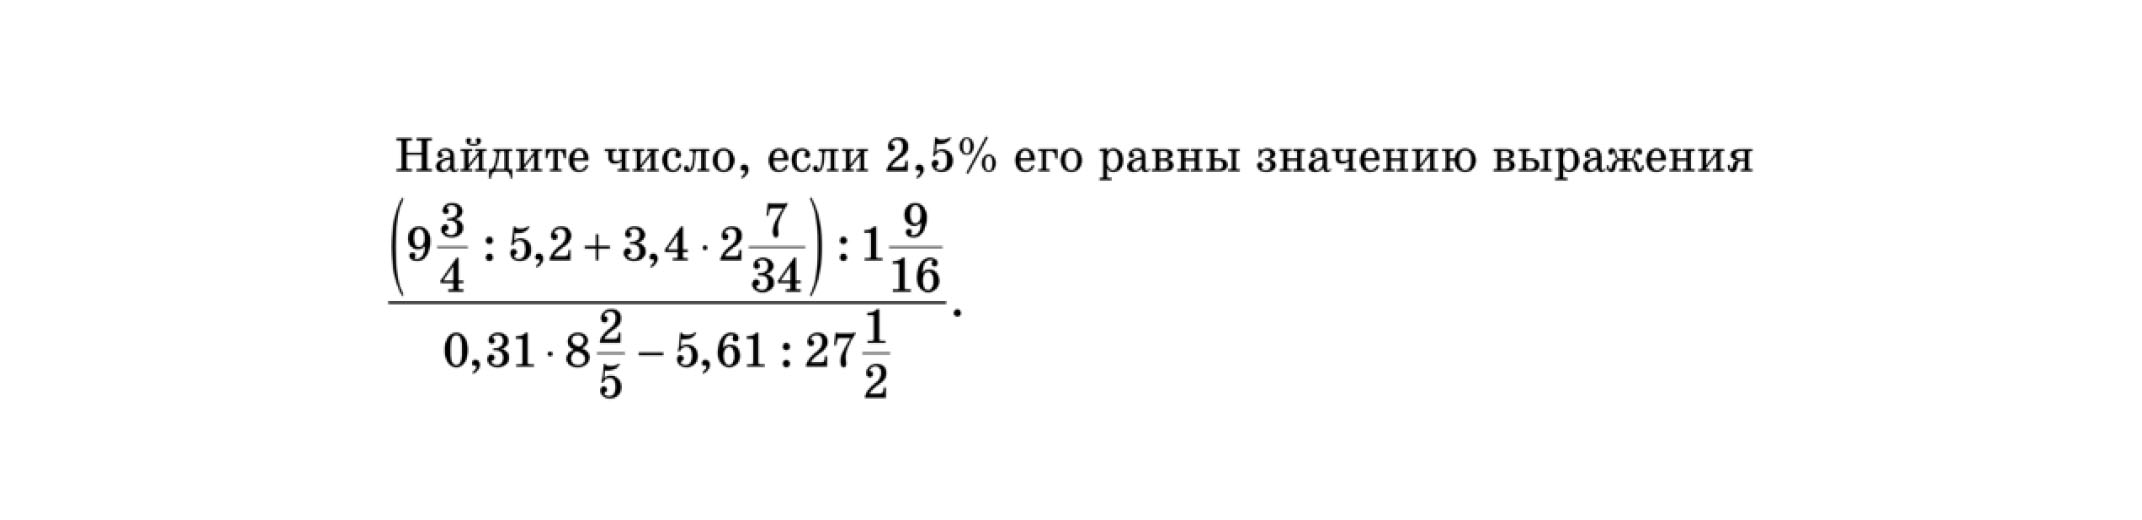 Найдите число, если 2,5% его равны значению выражения
(9 3/4 : 5,2 + 3,4 · 2 7/34) : 1 9/16
0,31 · 8 2/5 − 5,61 : 27 1/2 .